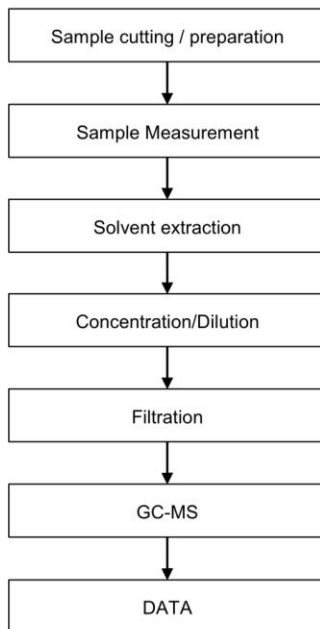 Sample cutting / preparation
Sample Measurement
Solvent extraction
Concentration/Dilution
Filtration
GC-MS
DATA